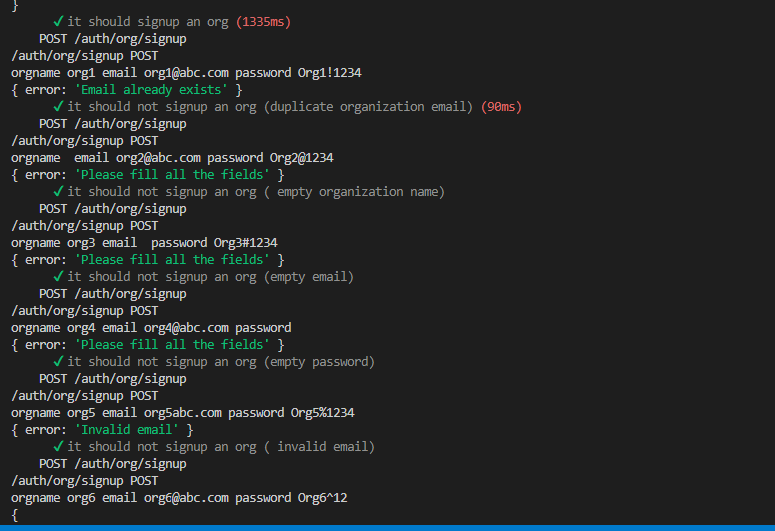 }
✓ it should signup an org (1335ms)
POST /auth/org/signup
/auth/org/signup POST
orgname org1 email org1@abc.com password Org1!1234
{ error: 'Email already exists' }
✓ it should not signup an org (duplicate organization email) (90ms)
POST /auth/org/signup
/auth/org/signup POST
orgname  email org2@abc.com password Org2@1234
{ error: 'Please fill all the fields' }
✓ it should not signup an org ( empty organization name)
POST /auth/org/signup
/auth/org/signup POST
orgname org3 email  password Org3#1234
{ error: 'Please fill all the fields' }
✓ it should not signup an org (empty email)
POST /auth/org/signup
/auth/org/signup POST
orgname org4 email org4@abc.com password
{ error: 'Please fill all the fields' }
✓ it should not signup an org (empty password)
POST /auth/org/signup
/auth/org/signup POST
orgname org5 email org5abc.com password Org5%1234
{ error: 'Invalid email' }
✓ it should not signup an org ( invalid email)
POST /auth/org/signup
/auth/org/signup POST
orgname org6 email org6@abc.com password Org6^12
{